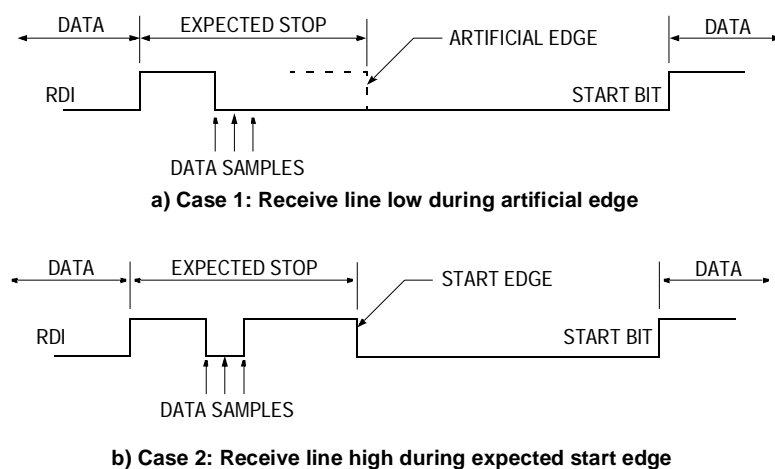 DATA EXPECTED STOP DATA
ARTIFICIAL EDGE
RDI START BIT
DATA SAMPLES
a) Case 1: Receive line low during artificial edge
DATA EXPECTED STOP DATA
START EDGE
RDI START BIT
DATA SAMPLES
b) Case 2: Receive line high during expected start edge